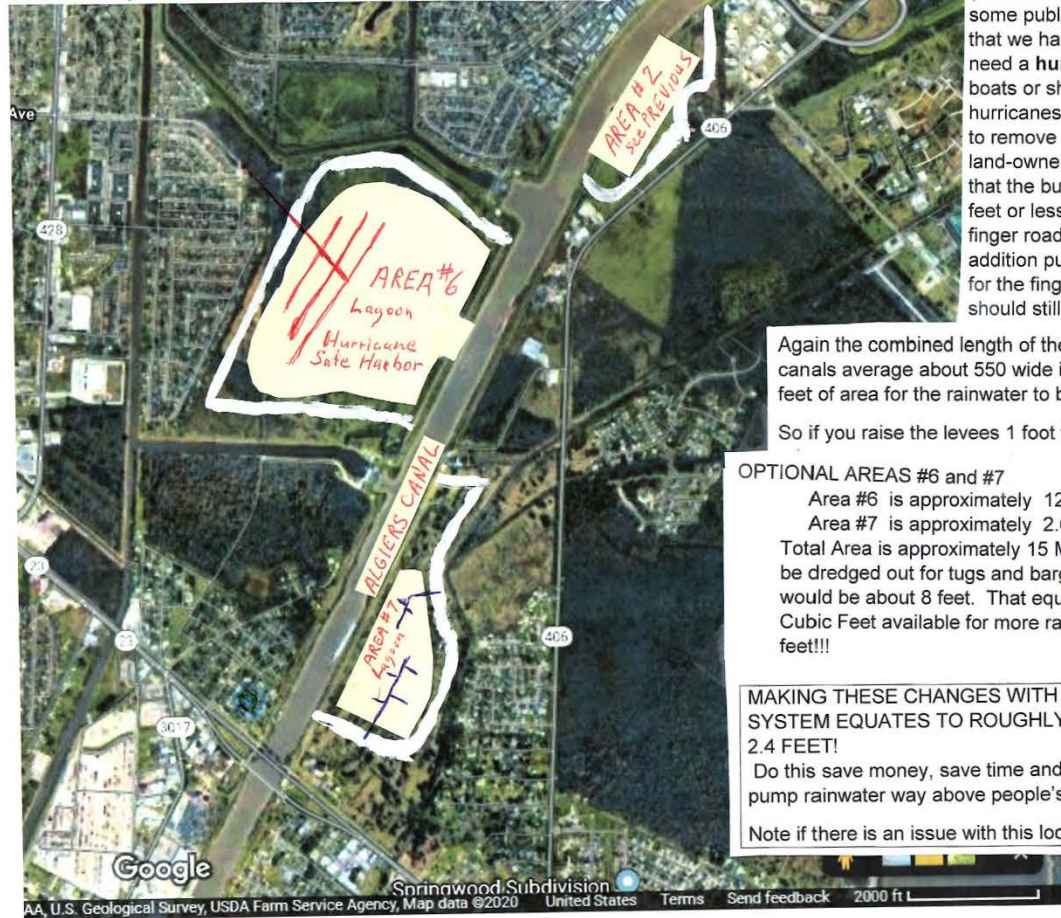 some publ
that we ha
need a hu
boats or sh
hurricanes
to remove
land-owne
that the bu
feet or less
finger road
addition pu
for the fing
should still
Again the combined length of the
canals average about 550 wide i
feet of area for the rainwater to b
So if you raise the levees 1 foot
OPTIONAL AREAS #6 and #7
Area #6 is approximately 12
Area #7 is approximately 2.
Total Area is approximately 15 M
be dredged out for tugs and barg
would be about 8 feet. That equ
Cubic Feet available for more ra
feet!!!
MAKING THESE CHANGES WITH
SYSTEM EQUATES TO ROUGHLY
2.4 FEET!
Do this save money, save time and
pump rainwater way above people's
Note if there is an issue with this loc
Ave
428
23
23
3017
406
406
AREA #2
see PREVIOUS
AREA #6
Lagoon
Hurricane
Safe Harbor
ALGIERS CANAL
AREA #7
Lagoon
Google
Springwood Subdivision
AA, U.S. Geological Survey, USDA Farm Service Agency, Map data ©2020 United States Terms Send feedback 2000 ft